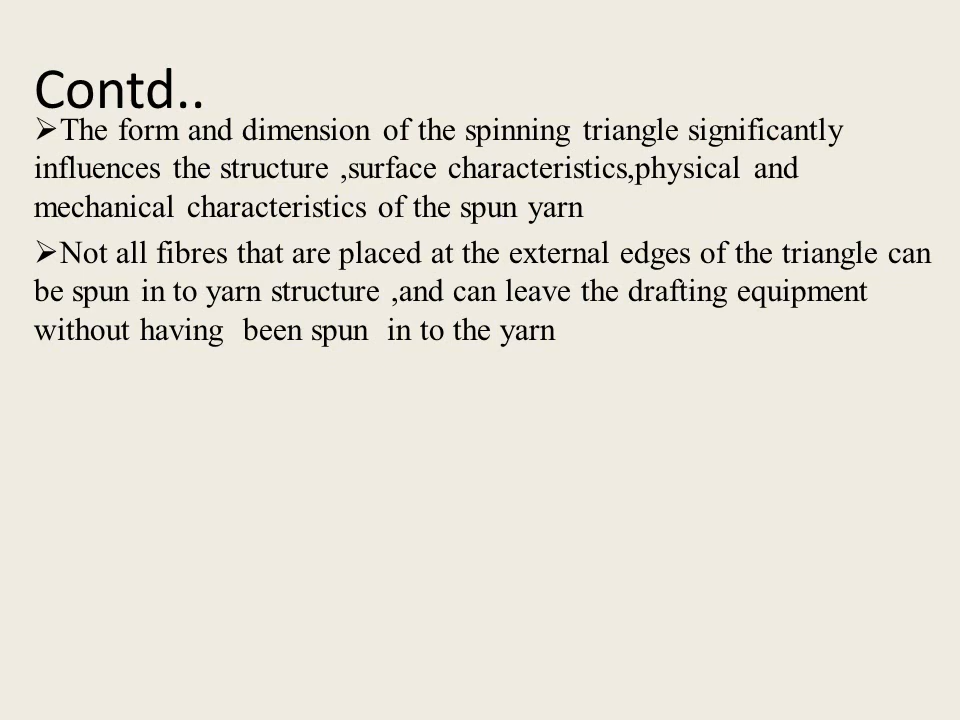 Contd..
➢The form and dimension of the spinning triangle significantly
influences the structure ,surface characteristics,physical and
mechanical characteristics of the spun yarn
➢Not all fibres that are placed at the external edges of the triangle can
be spun in to yarn structure ,and can leave the drafting equipment
without having  been spun  in to the yarn